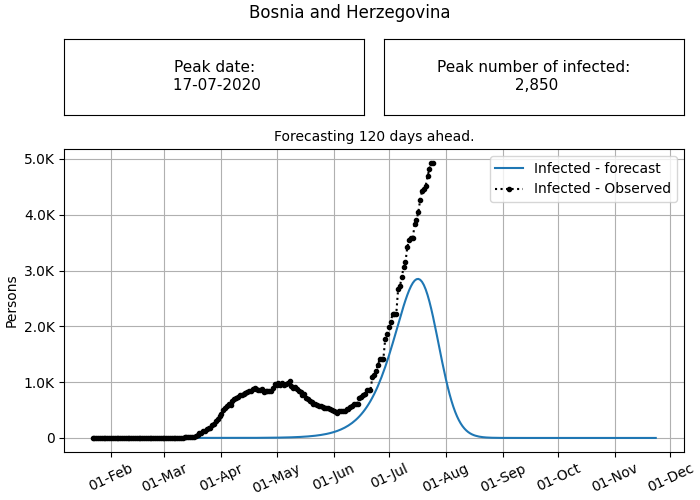 Bosnia and Herzegovina
Peak date:
17-07-2020
Peak number of infected:
2,850
Forecasting 120 days ahead.
Infected - forecast
Infected - Observed
Persons
5.0K
4.0K
3.0K
2.0K
1.0K
0
01-Feb
01-Mar
01-Apr
01-May
01-Jun
01-Jul
01-Aug
01-Sep
01-Oct
01-Nov
01-Dec